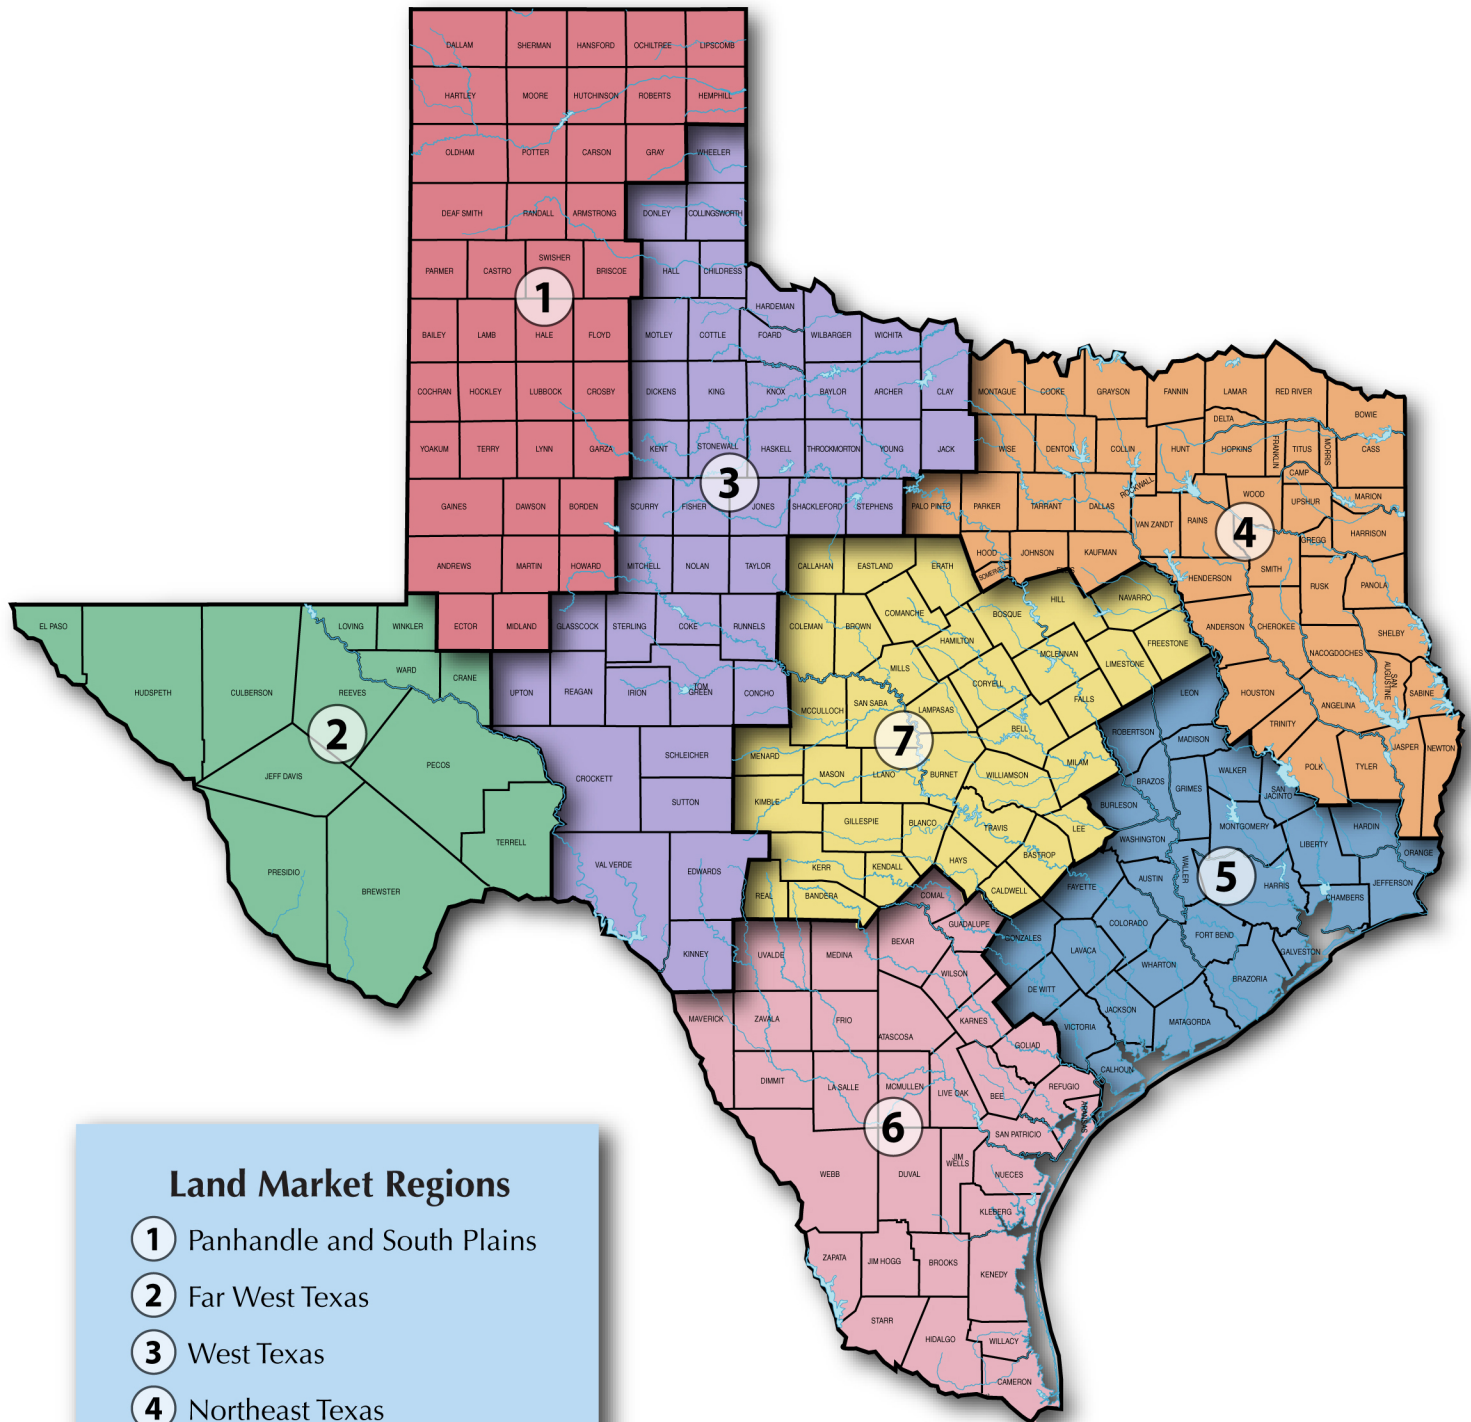 DALLAM SHERMAN HANSFORD OCHILTREE LIPSCOMB
HARTLEY MOORE HUTCHINSON ROBERTS HEMPHILL
OLDHAM POTTER CARSON GRAY WHEELER
DEAF SMITH RANDALL ARMSTRONG DONLEY COLLINGSWORTH
PARMER CASTRO SWISHER BRISCOE HALL CHILDRESS
1
HARDEMAN
BAILEY LAMB HALE FLOYD MOTLEY COTTLE FOARD WILBARGER WICHITA
COCHRAN HOCKLEY LUBBOCK CROSBY DICKENS KING KNOX BAYLOR ARCHER CLAY MONTAGUE COOKE GRAYSON FANNIN LAMAR RED RIVER
BOWIE
DELTA
YOAKUM TERRY LYNN GARZA KENT STONEWALL HASKELL THROCKMORTON YOUNG JACK WISE DENTON COLLIN HUNT HOPKINS FRANKLIN TITUS MORRIS CASS
CAMP
3
ROCKWALL WOOD UPSHUR MARION
GAINES DAWSON BORDEN SCURRY FISHER JONES SHACKLEFORD STEPHENS PALO PINTO PARKER TARRANT DALLAS VAN ZANDT RAINS
4
GREGG HARRISON
HOOD JOHNSON KAUFMAN
ANDREWS MARTIN HOWARD MITCHELL NOLAN TAYLOR CALLAHAN EASTLAND ERATH SOMERVELL ELLIS HENDERSON SMITH RUSK PANOLA
EL PASO LOVING WINKLER ECTOR MIDLAND GLASSCOCK STERLING COKE RUNNELS COLEMAN BROWN COMANCHE HAMILTON BOSQUE HILL NAVARRO ANDERSON CHEROKEE SHELBY
FREESTONE
WARD CRANE MILLS MCLENNAN LIMESTONE NACOGDOCHES
HUDSPETH CULBERSON REEVES UPTON REAGAN IRION TOM
GREEN CONCHO MCCULLOCH SAN SABA LAMPASAS CORYELL FALLS LEON HOUSTON ANGELINA SAN
AUGUSTINE SABINE
2
7
BELL ROBERTSON MADISON TRINITY
JASPER NEWTON
JEFF DAVIS PECOS CROCKETT SCHLEICHER MENARD MASON LLANO BURNET WILLIAMSON MILAM BRAZOS GRIMES WALKER SAN
JACINTO POLK TYLER
SUTTON KIMBLE GILLESPIE BLANCO TRAVIS LEE BURLESON MONTGOMERY HARDIN
TERRELL WASHINGTON LIBERTY ORANGE
PRESIDIO BREWSTER VAL VERDE EDWARDS REAL KERR KENDALL HAYS BASTROP AUSTIN WALLER
5
HARRIS CHAMBERS JEFFERSON
BANDERA COMAL CALDWELL FAYETTE
GUADALUPE GONZALES COLORADO FORT BEND
KINNEY UVALDE MEDINA BEXAR WILSON LAVACA WHARTON BRAZORIA GALVESTON
DE WITT
MAVERICK ZAVALA FRIO ATASCOSA KARNES VICTORIA JACKSON MATAGORDA
GOLIAD CALHOUN
DIMMIT LA SALLE MCMULLEN LIVE OAK BEE REFUGIO
ARANSAS
6
SAN PATRICIO
WEBB DUVAL JIM
WELLS NUECES
KLEBERG
ZAPATA JIM HOGG BROOKS KENEDY
STARR HIDALGO WILLACY
CAMERON
Land Market Regions
1 Panhandle and South Plains
2 Far West Texas
3 West Texas
4 Northeast Texas